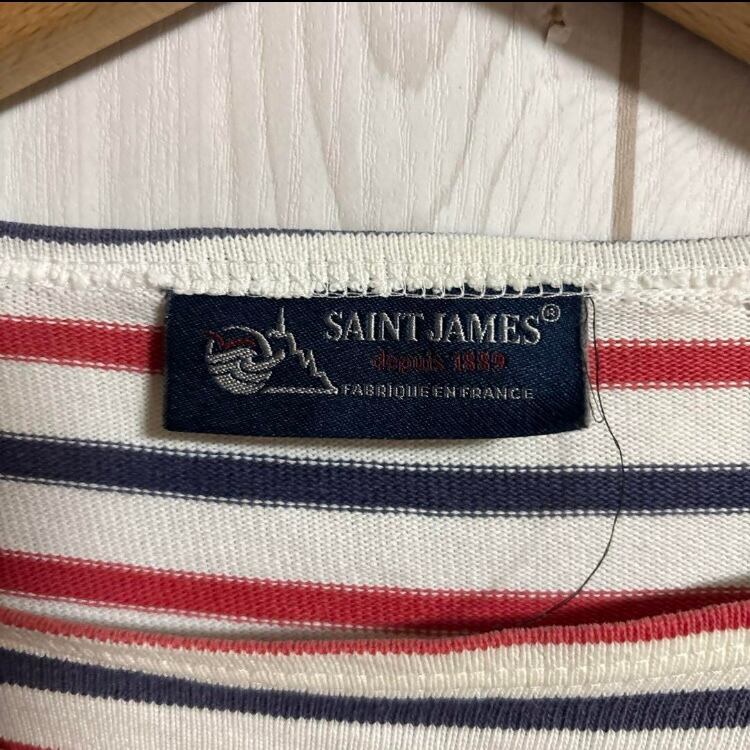 SAINT JAMES®
depuis 1889
FABRIQUE EN FRANCE